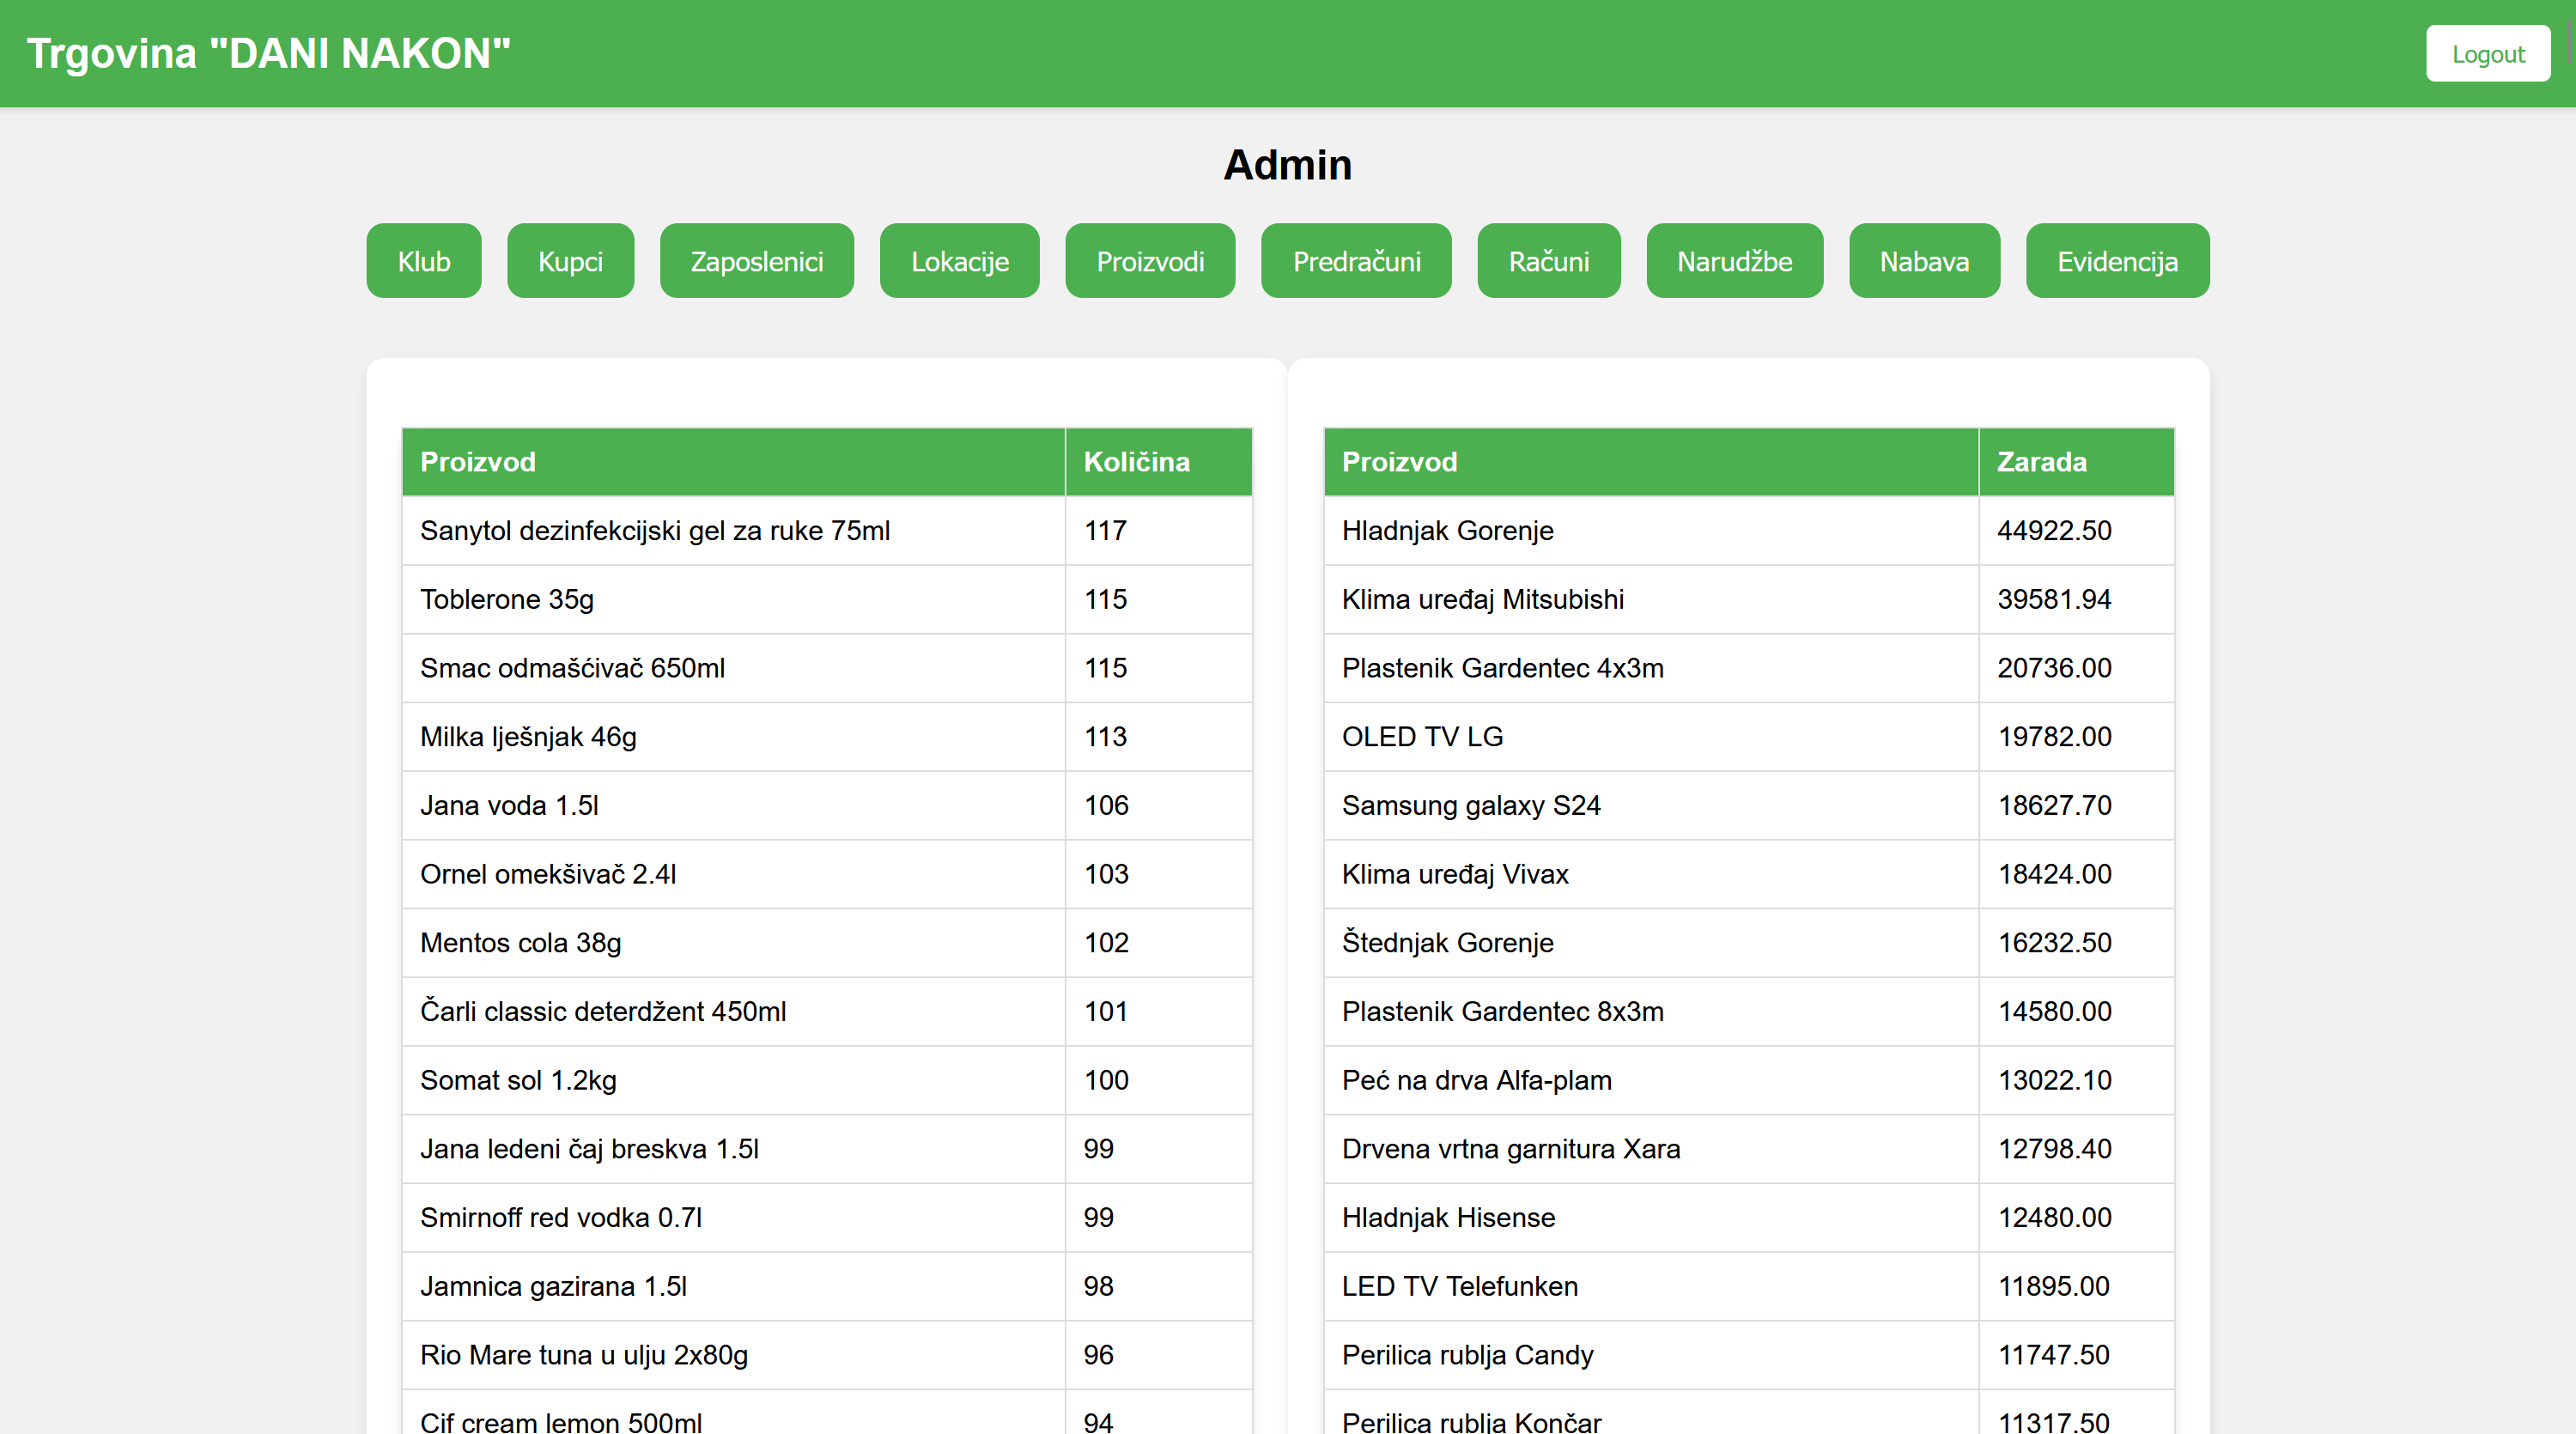 Trgovina "DANI NAKON"
Logout
Admin
Klub Kupci Zaposlenici Lokacije Proizvodi Predračuni Računi Narudžbe Nabava Evidencija
Proizvod Količina
Sanytol dezinfekcijski gel za ruke 75ml 117
Toblerone 35g 115
Smac odmašćivač 650ml 115
Milka lješnjak 46g 113
Jana voda 1.5l 106
Ornel omekšivač 2.4l 103
Mentos cola 38g 102
Čarli classic deterdžent 450ml 101
Somat sol 1.2kg 100
Jana ledeni čaj breskva 1.5l 99
Smirnoff red vodka 0.7l 99
Jamnica gazirana 1.5l 98
Rio Mare tuna u ulju 2x80g 96
Cif cream lemon 500ml 94
Proizvod Zarada
Hladnjak Gorenje 44922.50
Klima uređaj Mitsubishi 39581.94
Plastenik Gardentec 4x3m 20736.00
OLED TV LG 19782.00
Samsung galaxy S24 18627.70
Klima uređaj Vivax 18424.00
Štednjak Gorenje 16232.50
Plastenik Gardentec 8x3m 14580.00
Peć na drva Alfa-plam 13022.10
Drvena vrtna garnitura Xara 12798.40
Hladnjak Hisense 12480.00
LED TV Telefunken 11895.00
Perilica rublja Candy 11747.50
Perilica rublja Končar 11317.50